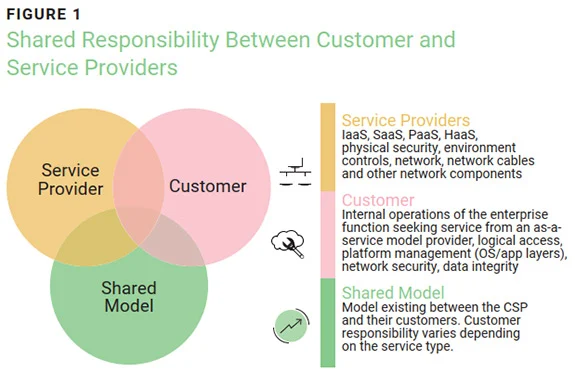 FIGURE 1
Shared Responsibility Between Customer and
Service Providers
Service
Provider
Customer
Shared
Model
Service Providers
IaaS, SaaS, PaaS, HaaS,
physical security, environment
controls, network, network cables
and other network components
Customer
Internal operations of the enterprise
function seeking service from an as-a-
service model provider, logical access,
platform management (OS/app layers),
network security, data integrity
Shared Model
Model existing between the CSP
and their customers. Customer
responsibility varies depending
on the service type.